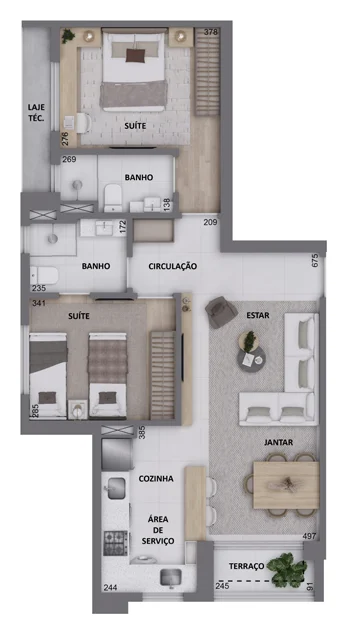 378
LAJE
TÉC.
SUÍTE
276
269
BANHO
138
172
209
BANHO
CIRCULAÇÃO
675
235
341
SUÍTE
ESTAR
285
385
JANTAR
COZINHA
ÁREA
DE
SERVIÇO
497
TERRAÇO
244
245
91